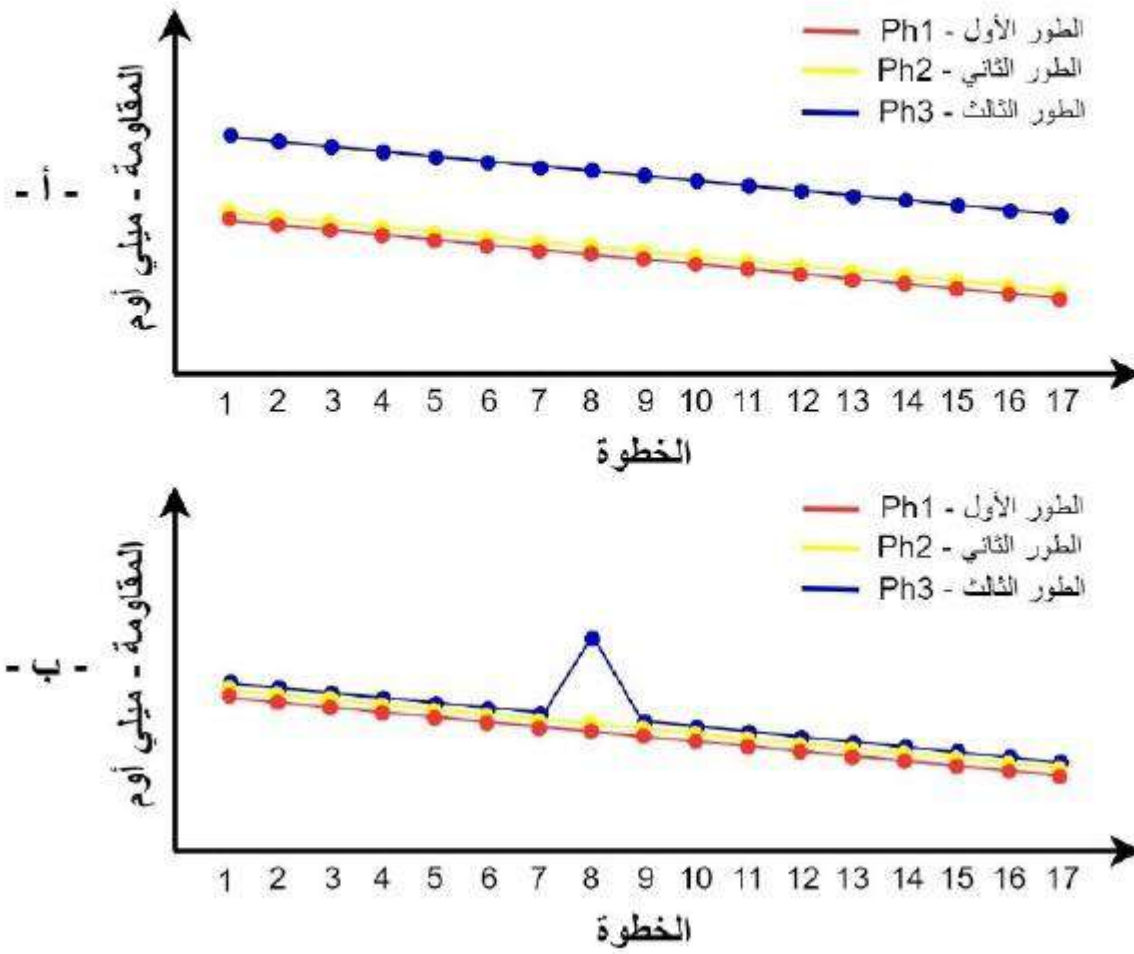 Ph1 - الطور الأول
Ph2 - الطور الثاني
Ph3 - الطور الثالث
- أ -
المقاومة - ميلي أوم
1 2 3 4 5 6 7 8 9 10 11 12 13 14 15 16 17
الخطوة
Ph1 - الطور الأول
Ph2 - الطور الثاني
Ph3 - الطور الثالث
- ب -
المقاومة - ميلي أوم
1 2 3 4 5 6 7 8 9 10 11 12 13 14 15 16 17
الخطوة